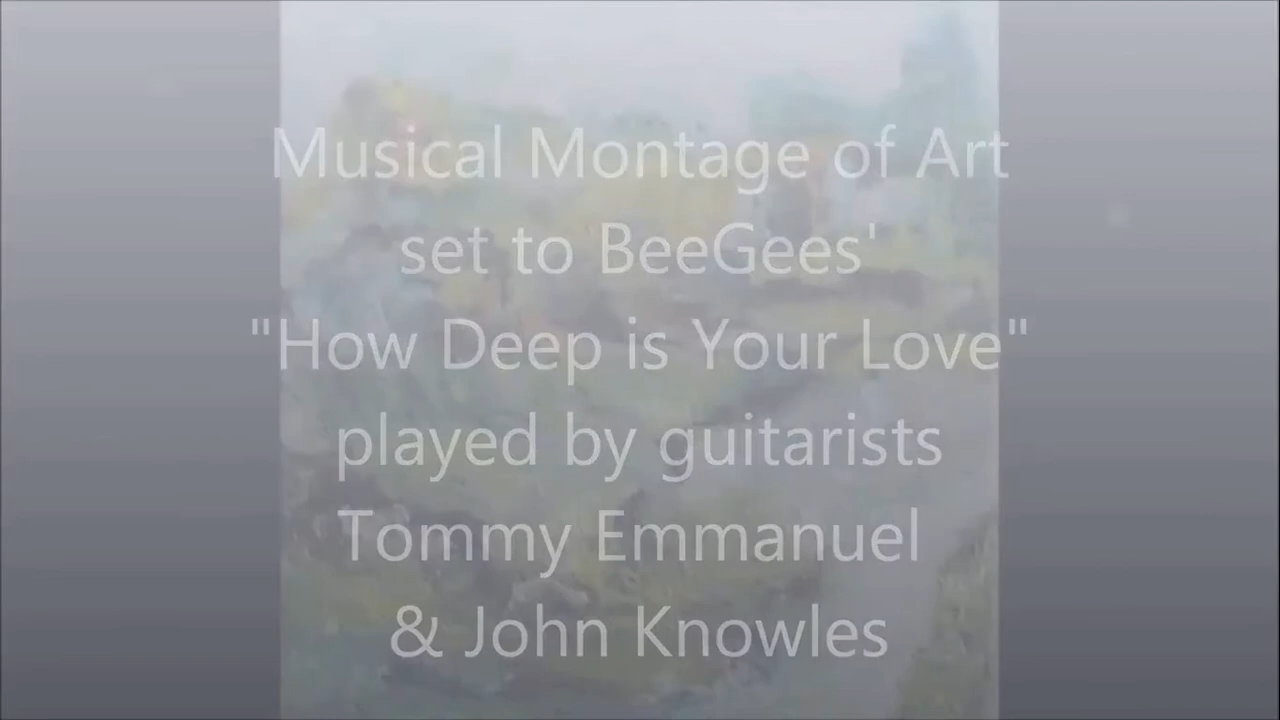 Musical Montage of Art
set to BeeGees'
"How Deep is Your Love"
played by guitarists
Tommy Emmanuel
& John Knowles